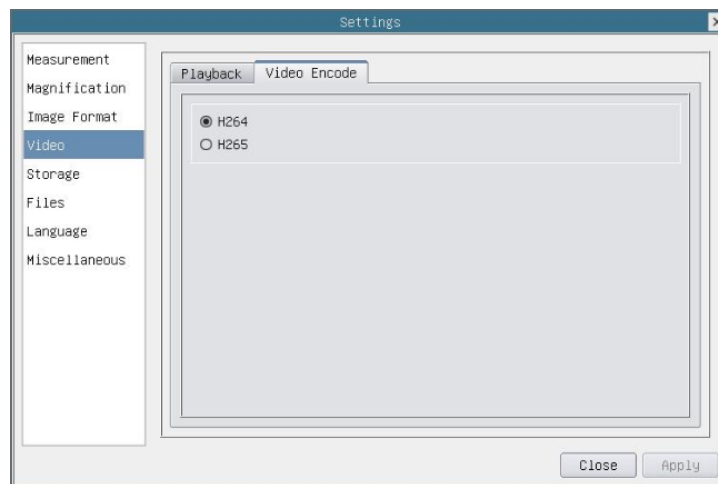 Settings
Measurement
Magnification
Image Format
Video
Storage
Files
Language
Miscellaneous
Playback
Video Encode
H264
H265
Close
Apply